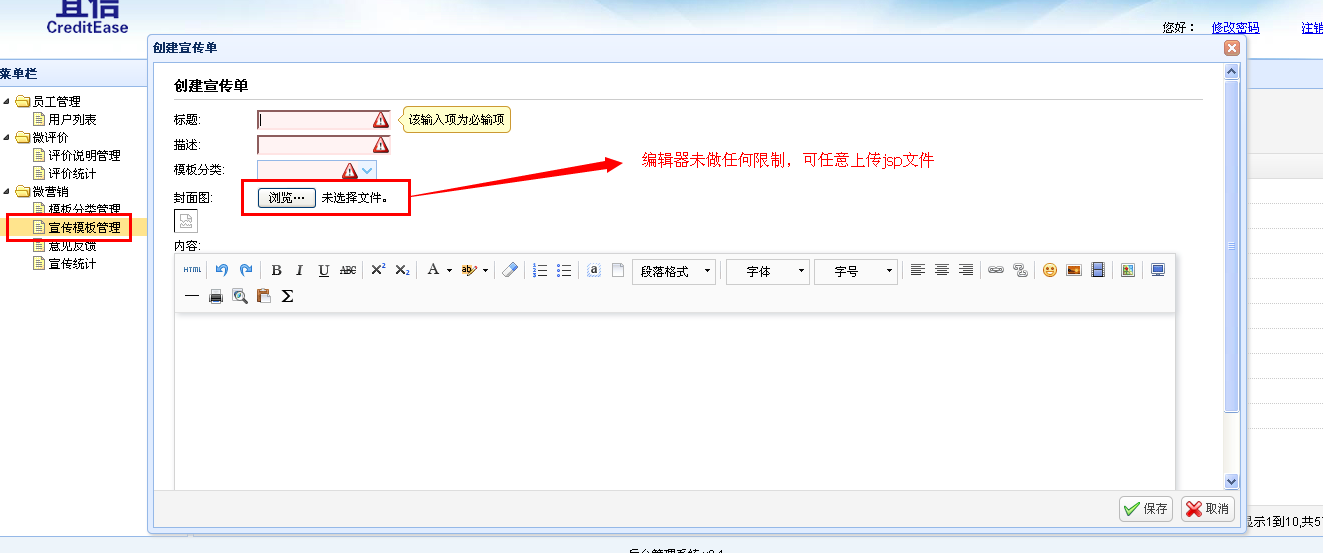 宜信
CreditEase
您好： 修改密码 注销
创建宣传单
菜单栏
员工管理
用户列表
微评价
评价说明管理
评价统计
微营销
模板分类管理
宣传模板管理
意见反馈
宣传统计
创建宣传单
标题:
该输入项为必输项
描述:
模板分类:
编辑器未做任何限制，可任意上传jsp文件
封面图:
浏览… 未选择文件。
内容:
HTML B I U ABC X² X₂ A ab 段落格式 字体 字号
Σ
保存 取消
显示1到10,共5
后台管理系统 v0.1